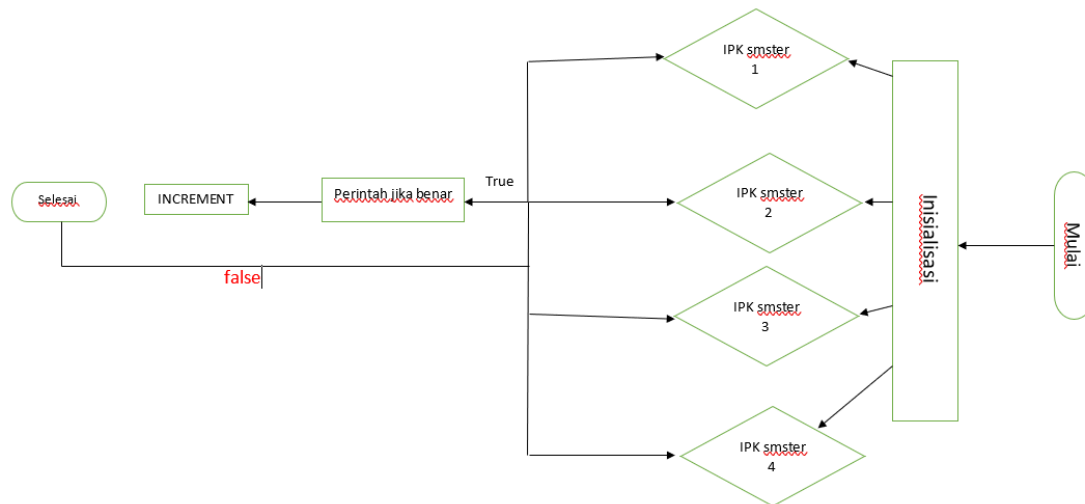 IPK smster
1
True
Selesai
INCREMENT
Perintah jika benar
IPK smster
2
Inisialisasi
Mulai
false
IPK smster
3
IPK smster
4